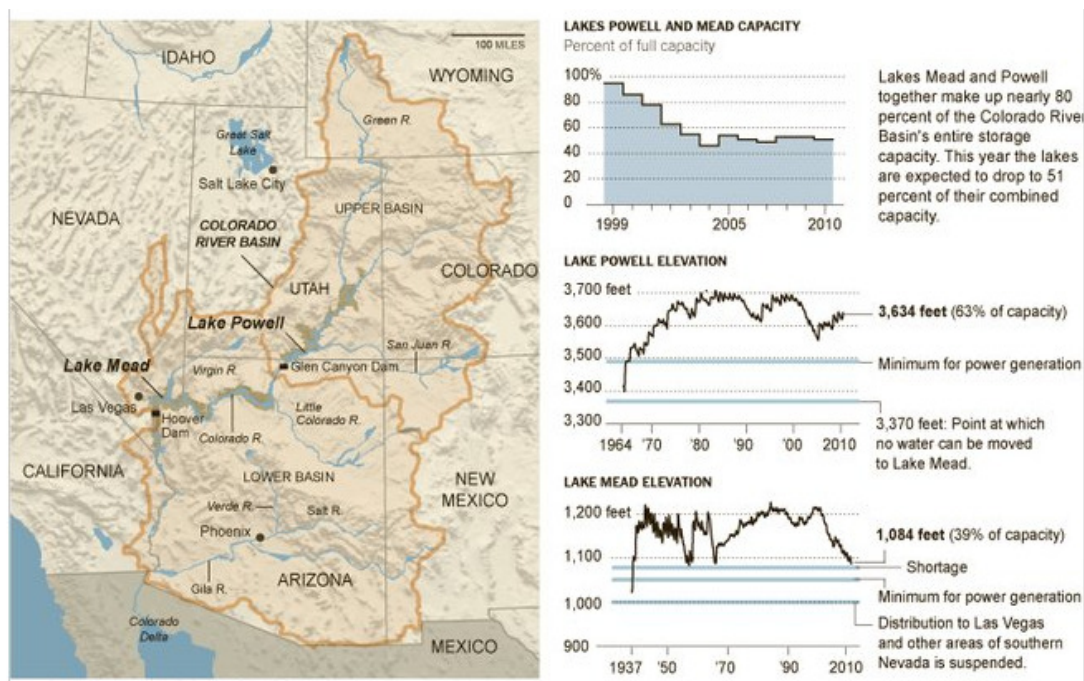 100 MILES
IDAHO
WYOMING
Green R.
Great Salt
Lake
Salt Lake City
NEVADA
UPPER BASIN
COLORADO
RIVER BASIN
COLORADO
UTAH
Lake Powell
San Juan R.
Lake Mead
Virgin R.
Glen Canyon Dam
Las Vegas
Hoover
Dam
Little
Colorado R.
Colorado R.
CALIFORNIA
LOWER BASIN
NEW
MEXICO
Verde R.
Salt R.
Phoenix
ARIZONA
Gila R.
Colorado
Delta
MEXICO
LAKES POWELL AND MEAD CAPACITY
Percent of full capacity
100%
80
60
40
20
0
1999
2005
2010
Lakes Mead and Powell
together make up nearly 80
percent of the Colorado River
Basin's entire storage
capacity. This year the lakes
are expected to drop to 51
percent of their combined
capacity.
LAKE POWELL ELEVATION
3,700 feet
3,600
3,500
3,400
3,300
1964 '70 '80 '90 '00 2010
3,634 feet (63% of capacity)
Minimum for power generation
3,370 feet: Point at which
no water can be moved
to Lake Mead.
LAKE MEAD ELEVATION
1,200 feet
1,100
1,000
900
1937 '50 '70 '90 2010
1,084 feet (39% of capacity)
Shortage
Minimum for power generation
Distribution to Las Vegas
and other areas of southern
Nevada is suspended.